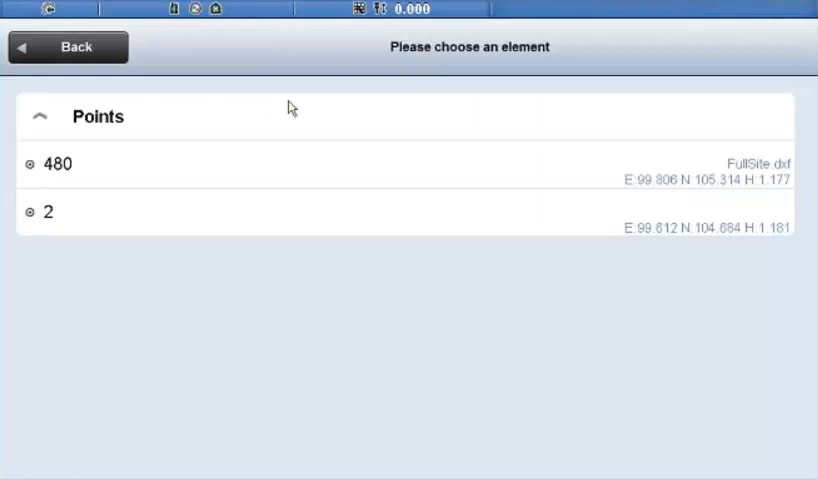 0.000
Back
Please choose an element
Points
480
FullSite.dxf
E:99.806 N:105.314 H:1.177
2
E:99.612 N:104.684 H:1.181